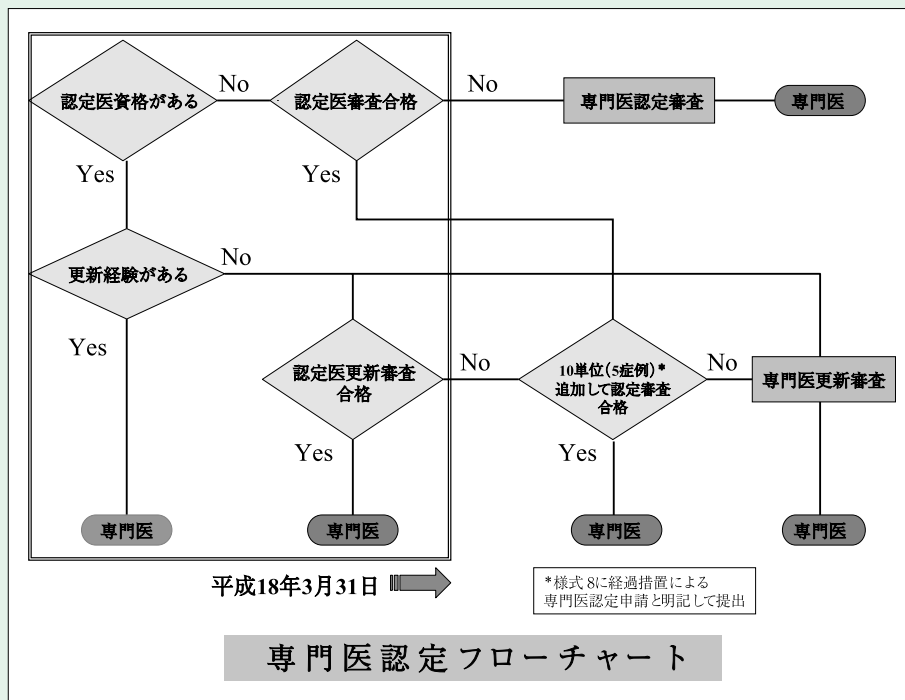 認定医資格がある
No
認定医審査合格
No
専門医認定審査
専門医
Yes
Yes
更新経験がある
No
Yes
認定医更新審査
合格
No
10単位(5症例)*
追加して認定審査
合格
No
専門医更新審査
Yes
Yes
専門医
専門医
専門医
専門医
平成18年3月31日
*様式8に経過措置による
専門医認定申請と明記して提出
専門医認定フローチャート